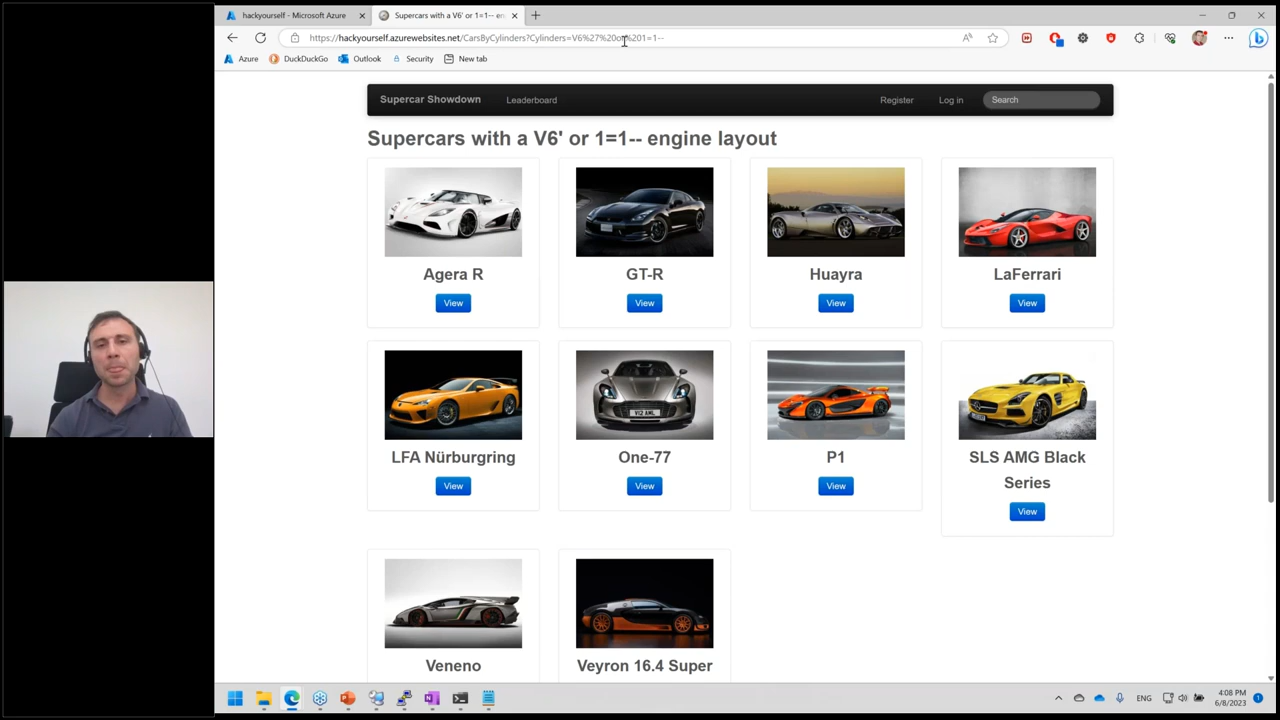 hackyourself - Microsoft Azure
Supercars with a V6' or 1=1-- en
https://hackyourself.azurewebsites.net/CarsByCylinders?Cylinders=V6%27%20or%201=1--
Azure DuckDuckGo Outlook Security New tab
Supercar Showdown Leaderboard Register Log in Search
Supercars with a V6' or 1=1-- engine layout
Agera R GT-R Huayra LaFerrari
View View View View
V12 AML
LFA Nürburgring One-77 P1 SLS AMG Black
Series
View View View
View
Veneno Veyron 16.4 Super
ENG
4:08 PM
6/8/2023